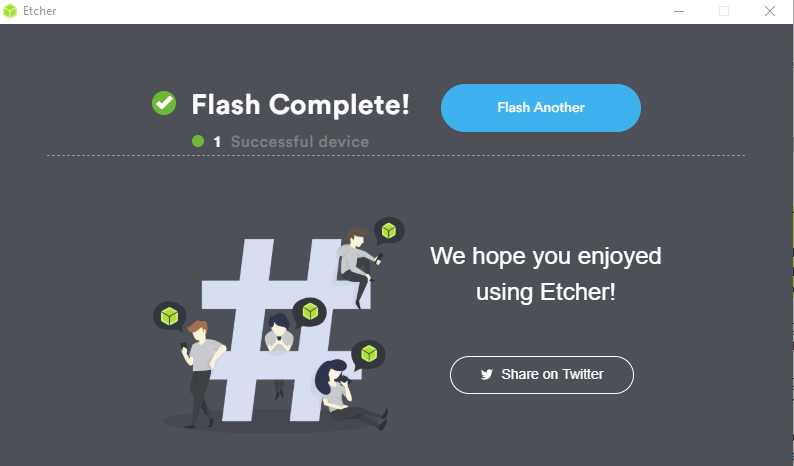 Etcher
Flash Complete!
Flash Another
1 Successful device
We hope you enjoyed
using Etcher!
Share on Twitter